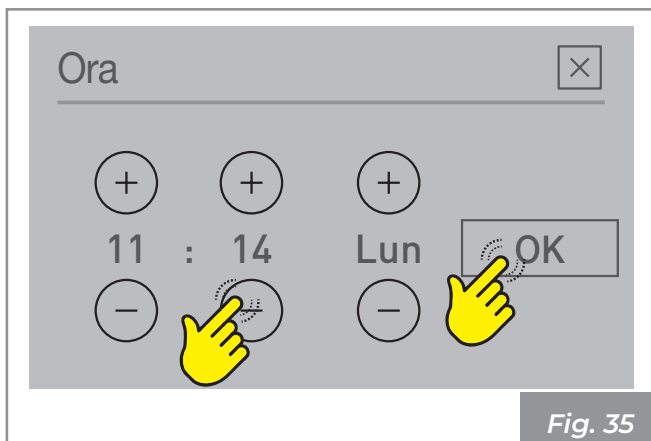 Ora
+ + +
11 : 14 Lun OK
− − −
Fig. 35